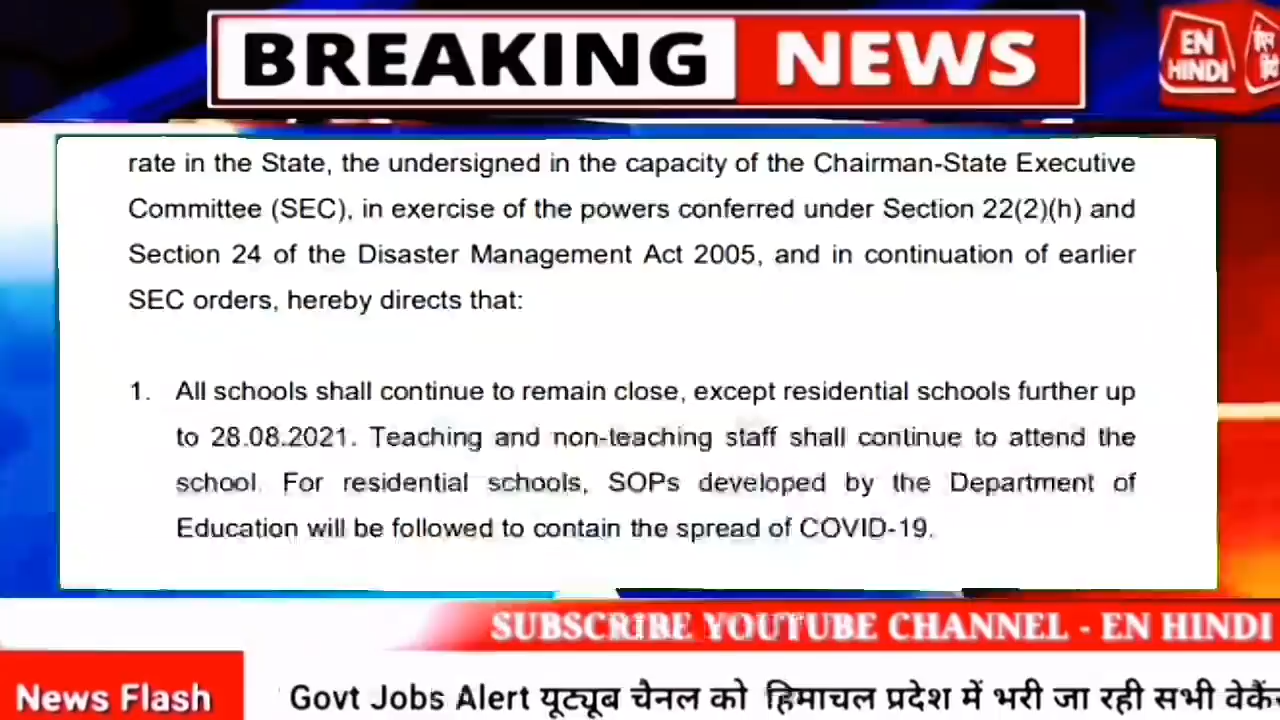 BREAKING NEWS
EN
HINDI
rate in the State, the undersigned in the capacity of the Chairman-State Executive
Committee (SEC), in exercise of the powers conferred under Section 22(2)(h) and
Section 24 of the Disaster Management Act 2005, and in continuation of earlier
SEC orders, hereby directs that:
1. All schools shall continue to remain close, except residential schools further up
to 28.08.2021. Teaching and non-teaching staff shall continue to attend the
school. For residential schools, SOPs developed by the Department of
Education will be followed to contain the spread of COVID-19.
SUBSCRIBE YOUTUBE CHANNEL - EN HINDI
News Flash
Govt Jobs Alert यूट्यूब चैनल को हिमाचल प्रदेश में भरी जा रही सभी